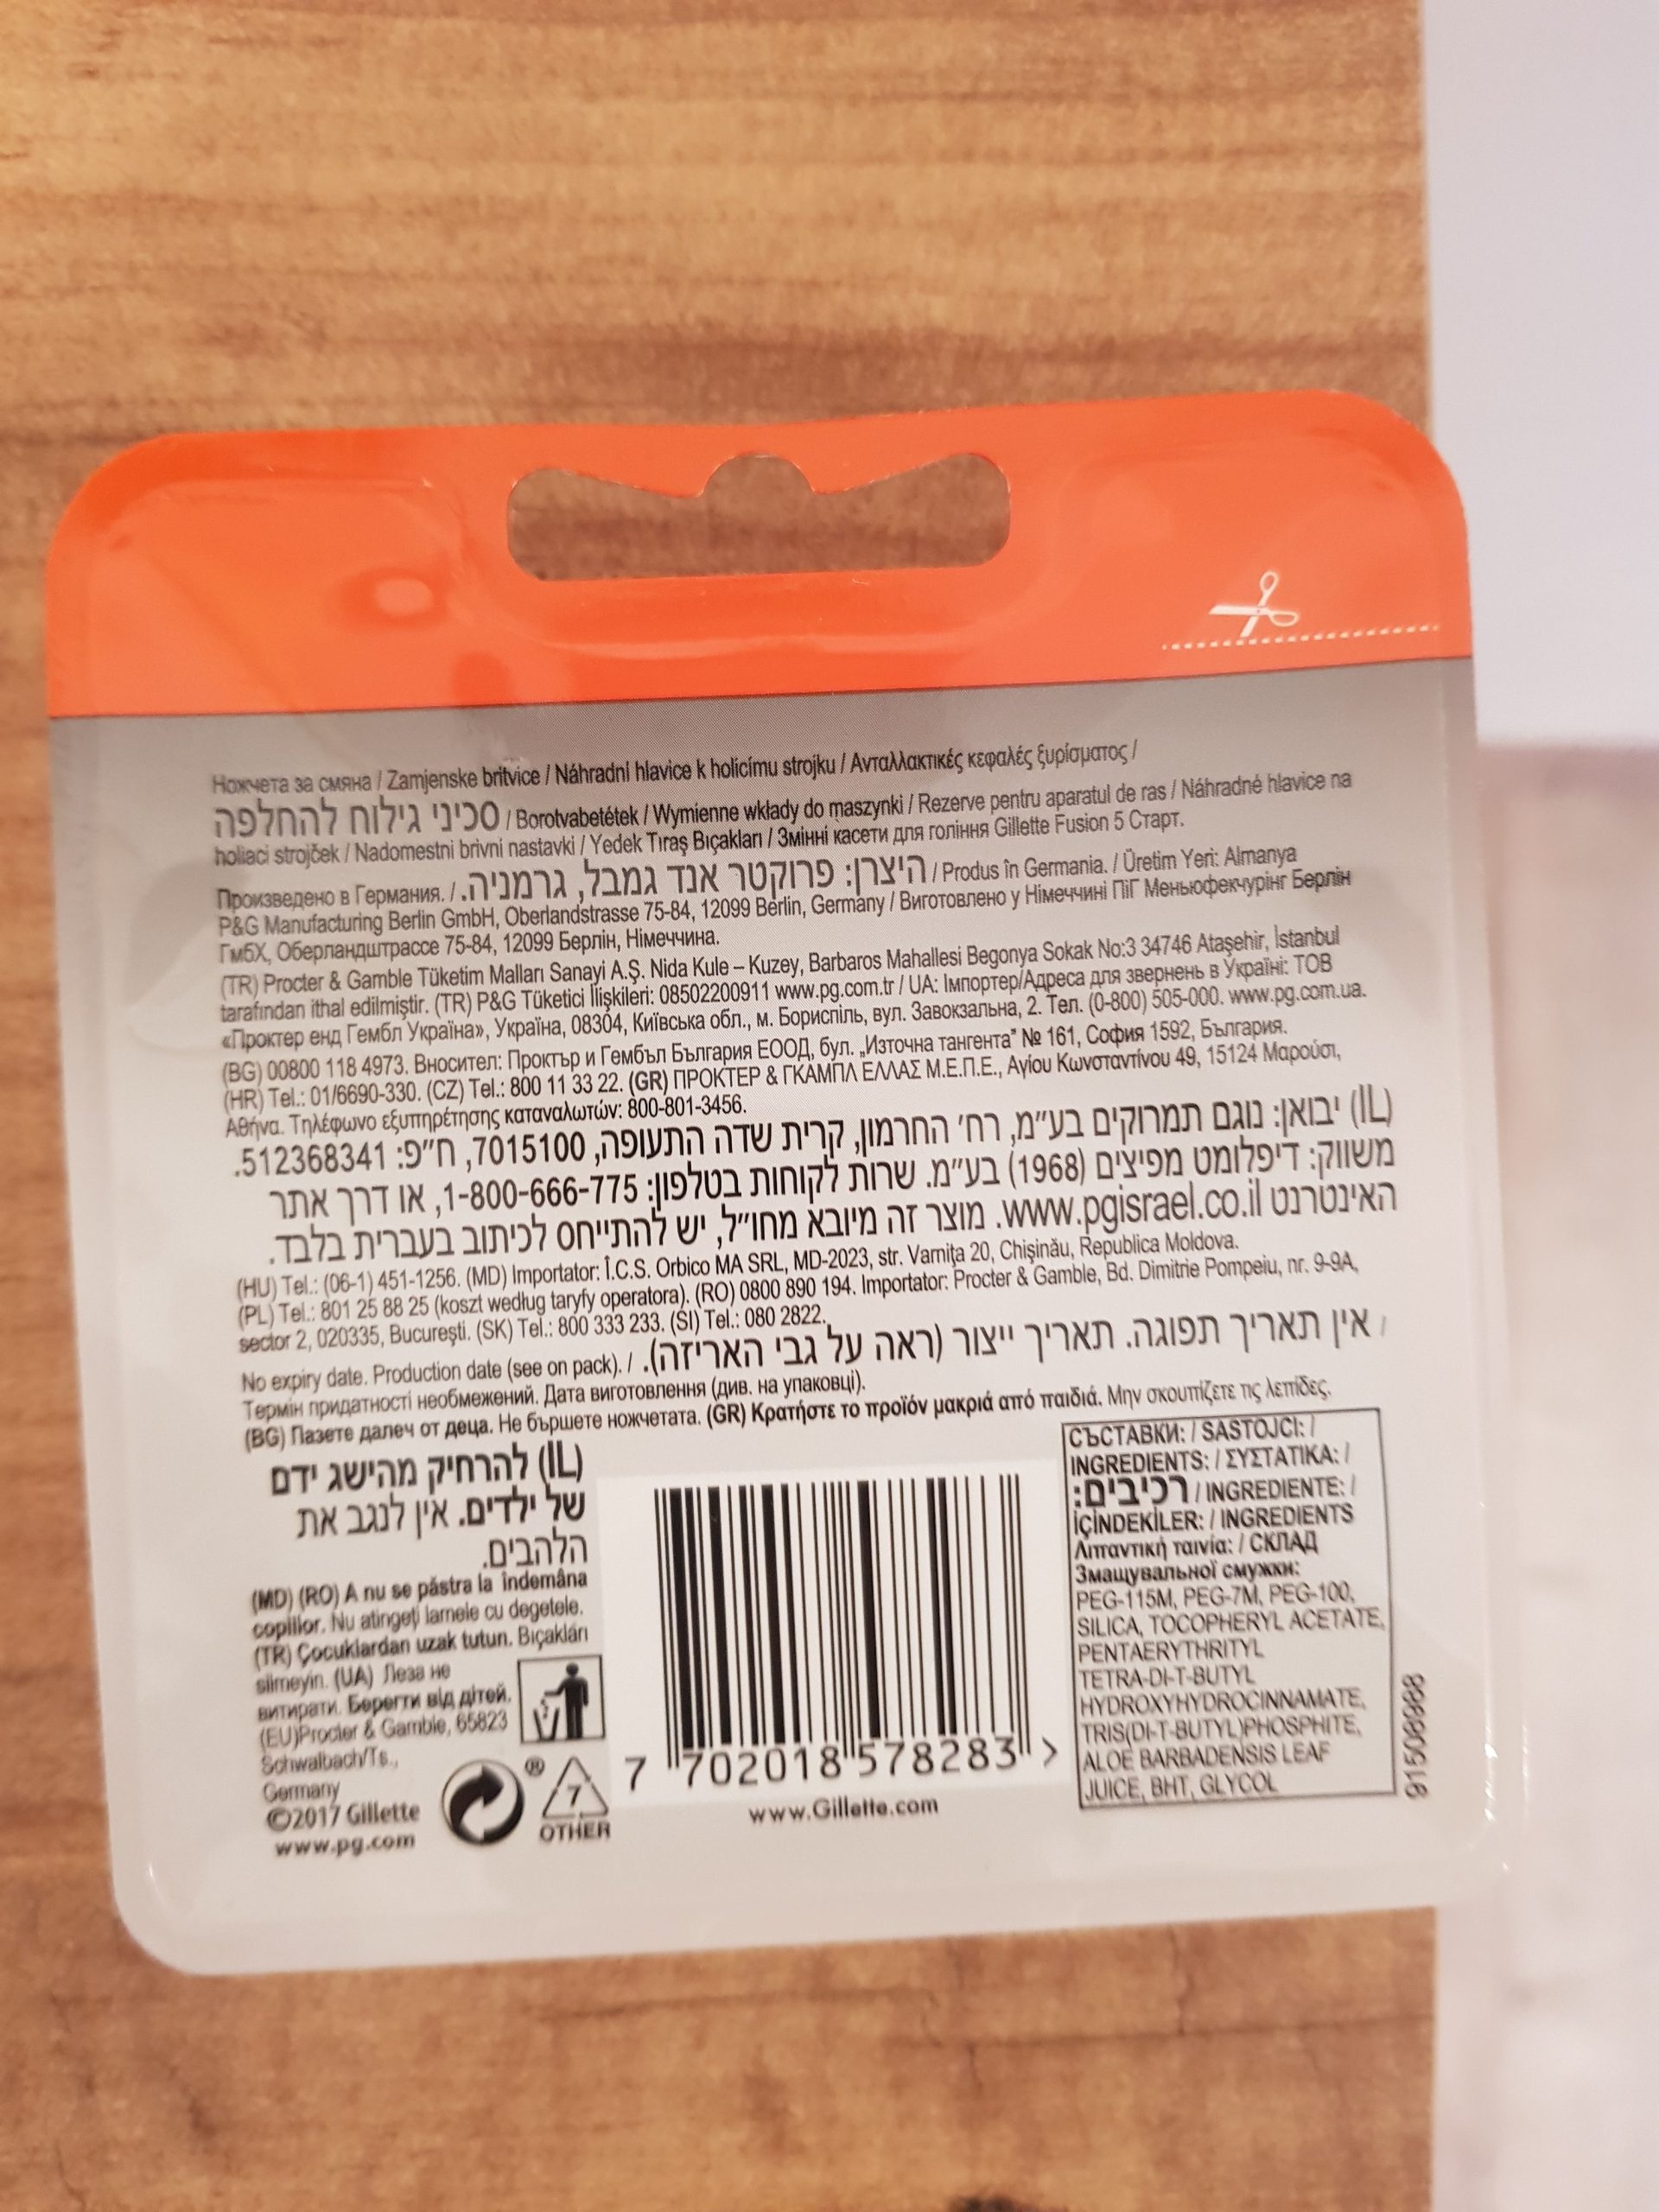 Ножчета за смяна / Zamjenske britvice / Náhradní hlavice k holicímu strojku / Ανταλλακτικές κεφαλές ξυρίσματος /
סכיני גילוח להחלפה / Borotvabetétek / Wymienne wkłady do maszynki / Rezerve pentru aparatul de ras / Náhradné hlavice na
holiaci strojček / Nadomestni brivni nastavki / Yedek Tıraş Bıçakları / Змінні касети для гоління Gillette Fusion 5 Старт.
Произведено в Германия. / היצרן: פרוקטר אנד גמבל, גרמניה. / Produs în Germania. / Üretim Yeri: Almanya
P&G Manufacturing Berlin GmbH, Oberlandstrasse 75-84, 12099 Berlin, Germany / Виготовлено у Німеччині ПіГ Меньюфекчурінг Берлін
ГмбХ, Оберландштрассе 75-84, 12099 Берлін, Німеччина.
(TR) Procter & Gamble Tüketim Malları Sanayi A.Ş. Nida Kule – Kuzey, Barbaros Mahallesi Begonya Sokak No:3 34746 Ataşehir, İstanbul
tarafından ithal edilmiştir. (TR) P&G Tüketici İlişkileri: 08502200911 www.pg.com.tr / UA: Імпортер/Адреса для звернень в Україні: ТОВ
«Проктер енд Гембл Україна», Україна, 08304, Київська обл., м. Бориспіль, вул. Завокзальна, 2. Тел. (0-800) 505-000. www.pg.com.ua.
(BG) 00800 118 4973. Вносител: Проктър и Гембъл България ЕООД, бул. „Източна тангента" № 161, София 1592, България.
(HR) Tel.: 01/6690-330. (CZ) Tel.: 800 11 33 22. (GR) ΠΡΟΚΤΕΡ & ΓΚΑΜΠΛ ΕΛΛΑΣ Μ.Ε.Π.Ε., Αγίου Κωνσταντίνου 49, 15124 Μαρούσι,
Αθήνα. Τηλέφωνο εξυπηρέτησης καταναλωτών: 800-801-3456.
(IL) יבואן: נוגם תמרוקים בע״מ, רח׳ החרמון, קרית שדה התעופה, 7015100, ח״פ: 512368341.
משווק: דיפלומט מפיצים (1968) בע״מ. שרות לקוחות בטלפון: 1-800-666-775, או דרך אתר
האינטרנט www.pgisrael.co.il. מוצר זה מיובא מחו״ל, יש להתייחס לכיתוב בעברית בלבד.
(HU) Tel.: (06-1) 451-1256. (MD) Importator: Î.C.S. Orbico MA SRL, MD-2023, str. Varniţa 20, Chişinău, Republica Moldova.
(PL) Tel.: 801 25 88 25 (koszt według taryfy operatora). (RO) 0800 890 194. Importator: Procter & Gamble, Bd. Dimitrie Pompeiu, nr. 9-9A,
sector 2, 020335, Bucureşti. (SK) Tel.: 800 333 233. (SI) Tel.: 080 2822.
No expiry date. Production date (see on pack). / אין תאריך תפוגה. תאריך ייצור (ראה על גבי האריזה). /
Термін придатності необмежений. Дата виготовлення (див. на упаковці).
(BG) Пазете далеч от деца. Не бършете ножчетата. (GR) Κρατήστε το προϊόν μακριά από παιδιά. Μην σκουπίζετε τις λεπίδες.
(IL) להרחיק מהישג ידם
של ילדים. אין לנגב את
הלהבים.
(MD) (RO) A nu se păstra la îndemâna
copiilor. Nu atingeţi lamele cu degetele.
(TR) Çocuklardan uzak tutun. Bıçakları
silmeyin. (UA) Леза не
витирати. Берегти від дітей.
(EU)Procter & Gamble, 65823
Schwalbach/Ts.,
Germany
©2017 Gillette
www.pg.com
®
7
OTHER
7 702018 578283 >
www.Gillette.com
СЪСТАВКИ: / SASTOJCI: /
INGREDIENTS: / ΣΥΣΤΑΤΙΚΑ: /
רכיבים: / INGREDIENTE: /
İÇİNDEKİLER: / INGREDIENTS
Λιπαντική ταινία: / СКЛАД
Змащувальної смужки:
PEG-115M, PEG-7M, PEG-100,
SILICA, TOCOPHERYL ACETATE,
PENTAERYTHRITYL
TETRA-DI-T-BUTYL
HYDROXYHYDROCINNAMATE,
TRIS(DI-T-BUTYL)PHOSPHITE,
ALOE BARBADENSIS LEAF
JUICE, BHT, GLYCOL